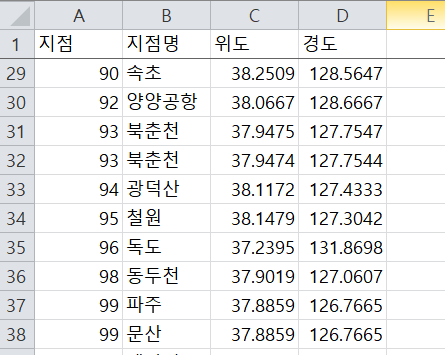 A B C D E
1 지점 지점명 위도 경도
29 90 속초 38.2509 128.5647
30 92 양양공항 38.0667 128.6667
31 93 북춘천 37.9475 127.7547
32 93 북춘천 37.9474 127.7544
33 94 광덕산 38.1172 127.4333
34 95 철원 38.1479 127.3042
35 96 독도 37.2395 131.8698
36 98 동두천 37.9019 127.0607
37 99 파주 37.8859 126.7665
38 99 문산 37.8859 126.7665